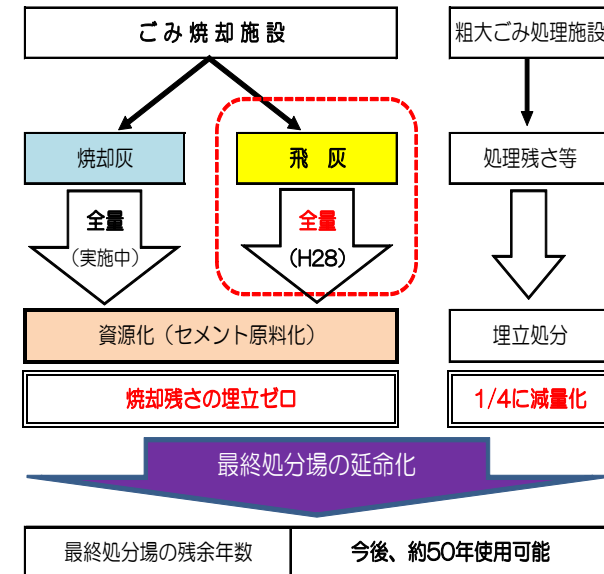 ごみ焼却施設
粗大ごみ処理施設
焼却灰
飛 灰
処理残さ等
全量
(実施中)
全量
(H28)
資源化（セメント原料化）
埋立処分
焼却残さの埋立ゼロ
1/4に減量化
最終処分場の延命化
最終処分場の残余年数
今後、約50年使用可能